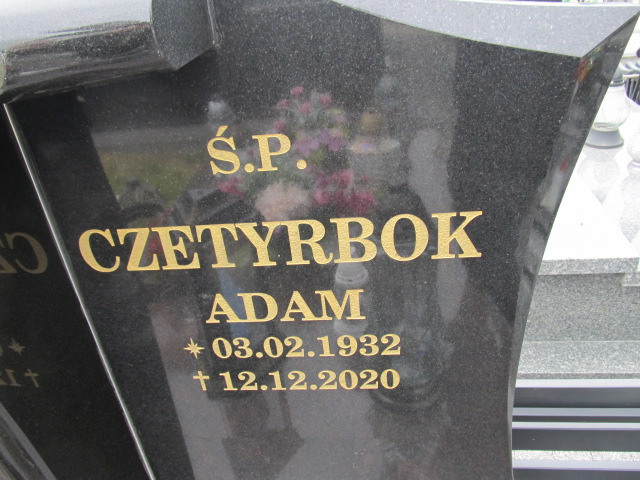 Ś.P.
CZETYRBOK
ADAM
✴ 03.02.1932
† 12.12.2020